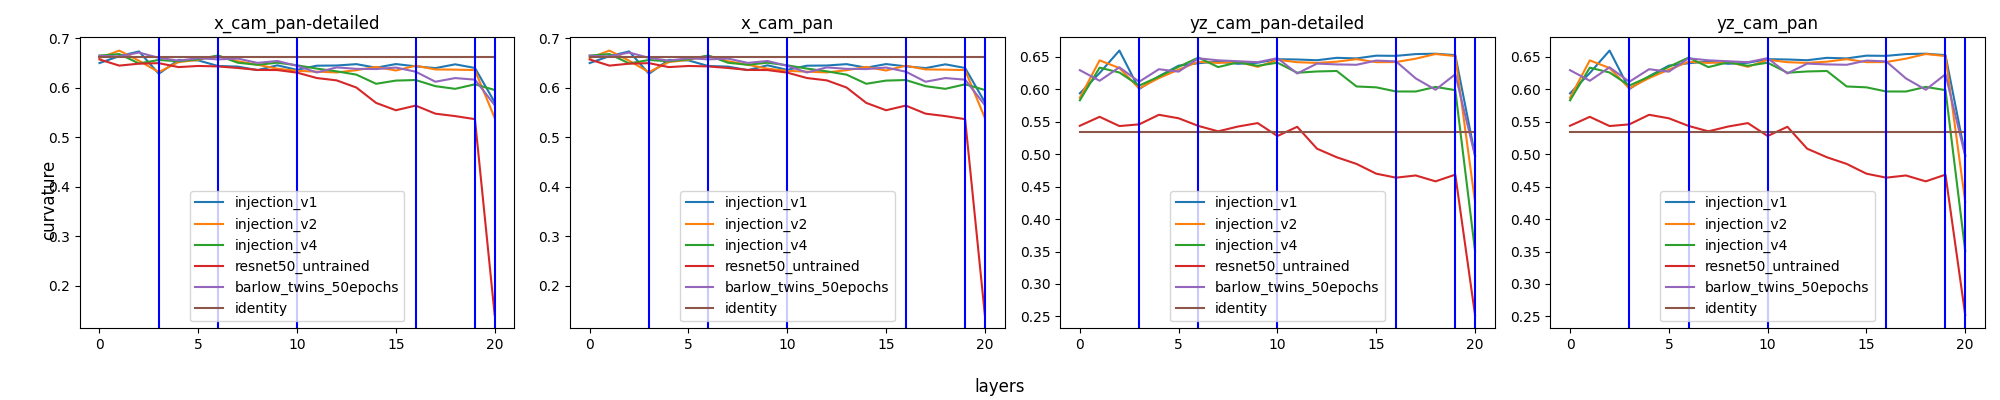 x_cam_pan-detailed
x_cam_pan
yz_cam_pan-detailed
yz_cam_pan
curvature
0.7
0.6
0.5
0.4
0.3
0.2
0
5
10
15
20
injection_v1
injection_v2
injection_v4
resnet50_untrained
barlow_twins_50epochs
identity
0.7
0.6
0.5
0.4
0.3
0.2
0
5
10
15
20
injection_v1
injection_v2
injection_v4
resnet50_untrained
barlow_twins_50epochs
identity
0.65
0.60
0.55
0.50
0.45
0.40
0.35
0.30
0.25
0
5
10
15
20
injection_v1
injection_v2
injection_v4
resnet50_untrained
barlow_twins_50epochs
identity
0.65
0.60
0.55
0.50
0.45
0.40
0.35
0.30
0.25
0
5
10
15
20
injection_v1
injection_v2
injection_v4
resnet50_untrained
barlow_twins_50epochs
identity
layers